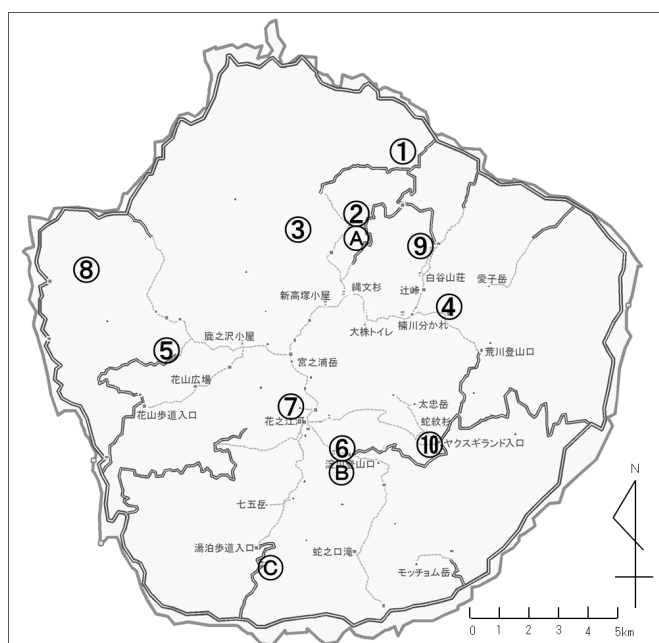 ①
②
③
Ⓐ
⑨
⑧
白谷山荘
愛子岳
縄文杉
辻峠
新高塚小屋
④
大株トイレ
楠川分かれ
鹿之沢小屋
⑤
宮之浦岳
荒川登山口
花山広場
花山歩道入口
⑦
太忠岳
花之江河
蛇紋杉
⑥
⑩
ヤクスギランド入口
淀川登山口
Ⓑ
七五岳
湯泊歩道入口
蛇之口滝
Ⓒ
モッチョム岳
N
0 1 2 3 4 5km